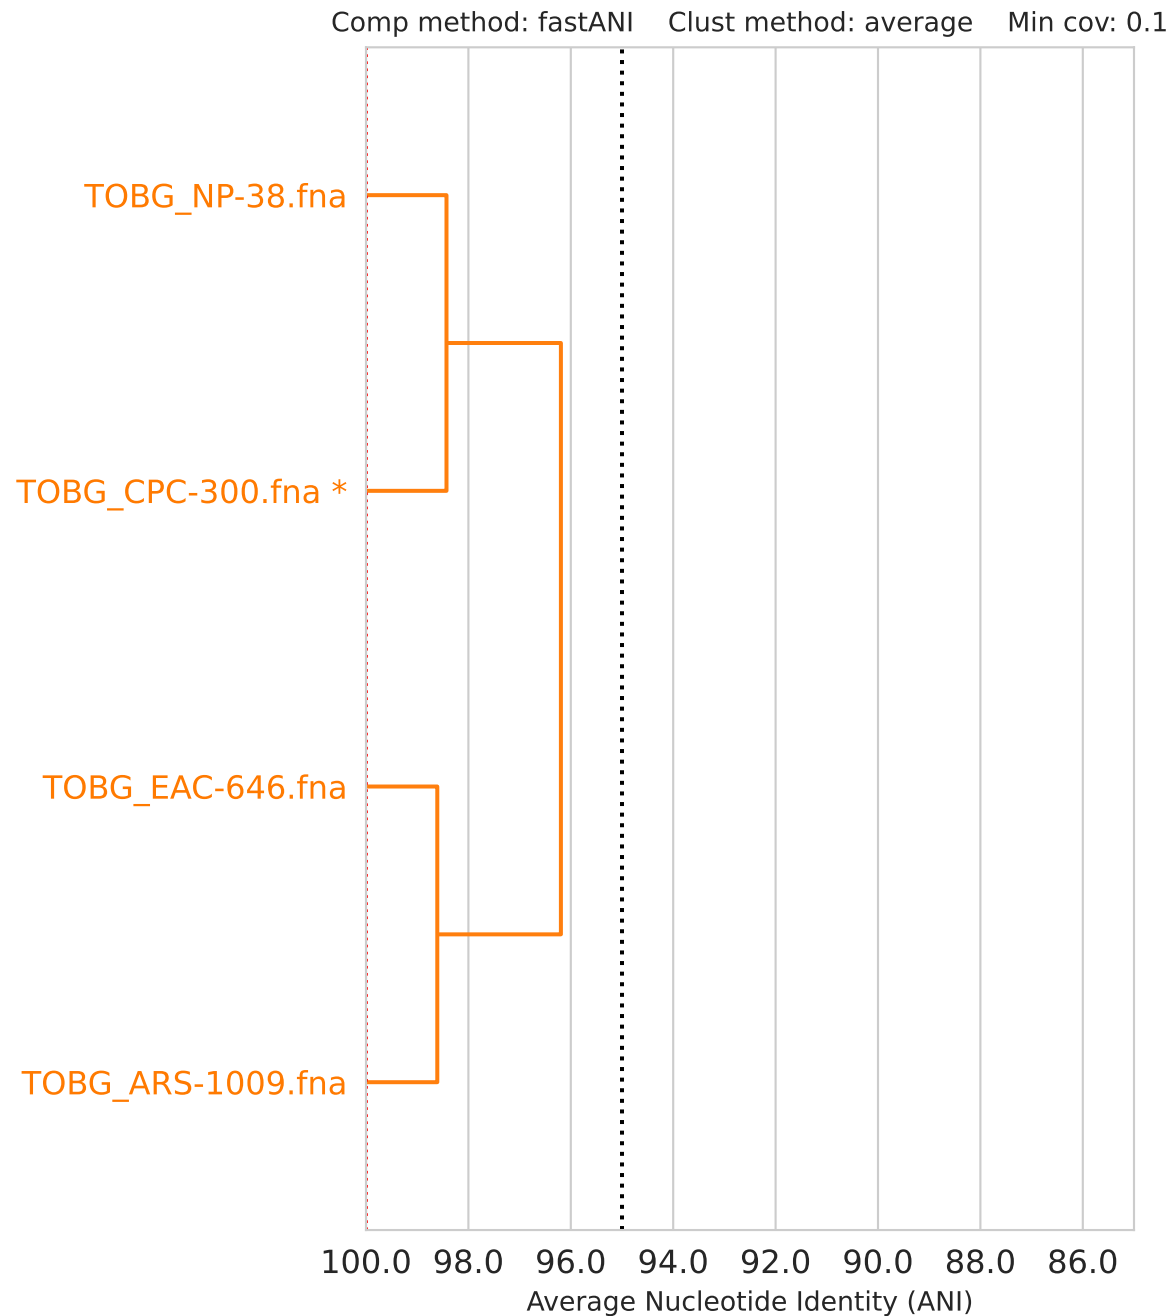 Comp method: fastANI    Clust method: average    Min cov: 0.1
TOBG_NP-38.fna
TOBG_CPC-300.fna *
TOBG_EAC-646.fna
TOBG_ARS-1009.fna
100.0 98.0 96.0 94.0 92.0 90.0 88.0 86.0
Average Nucleotide Identity (ANI)